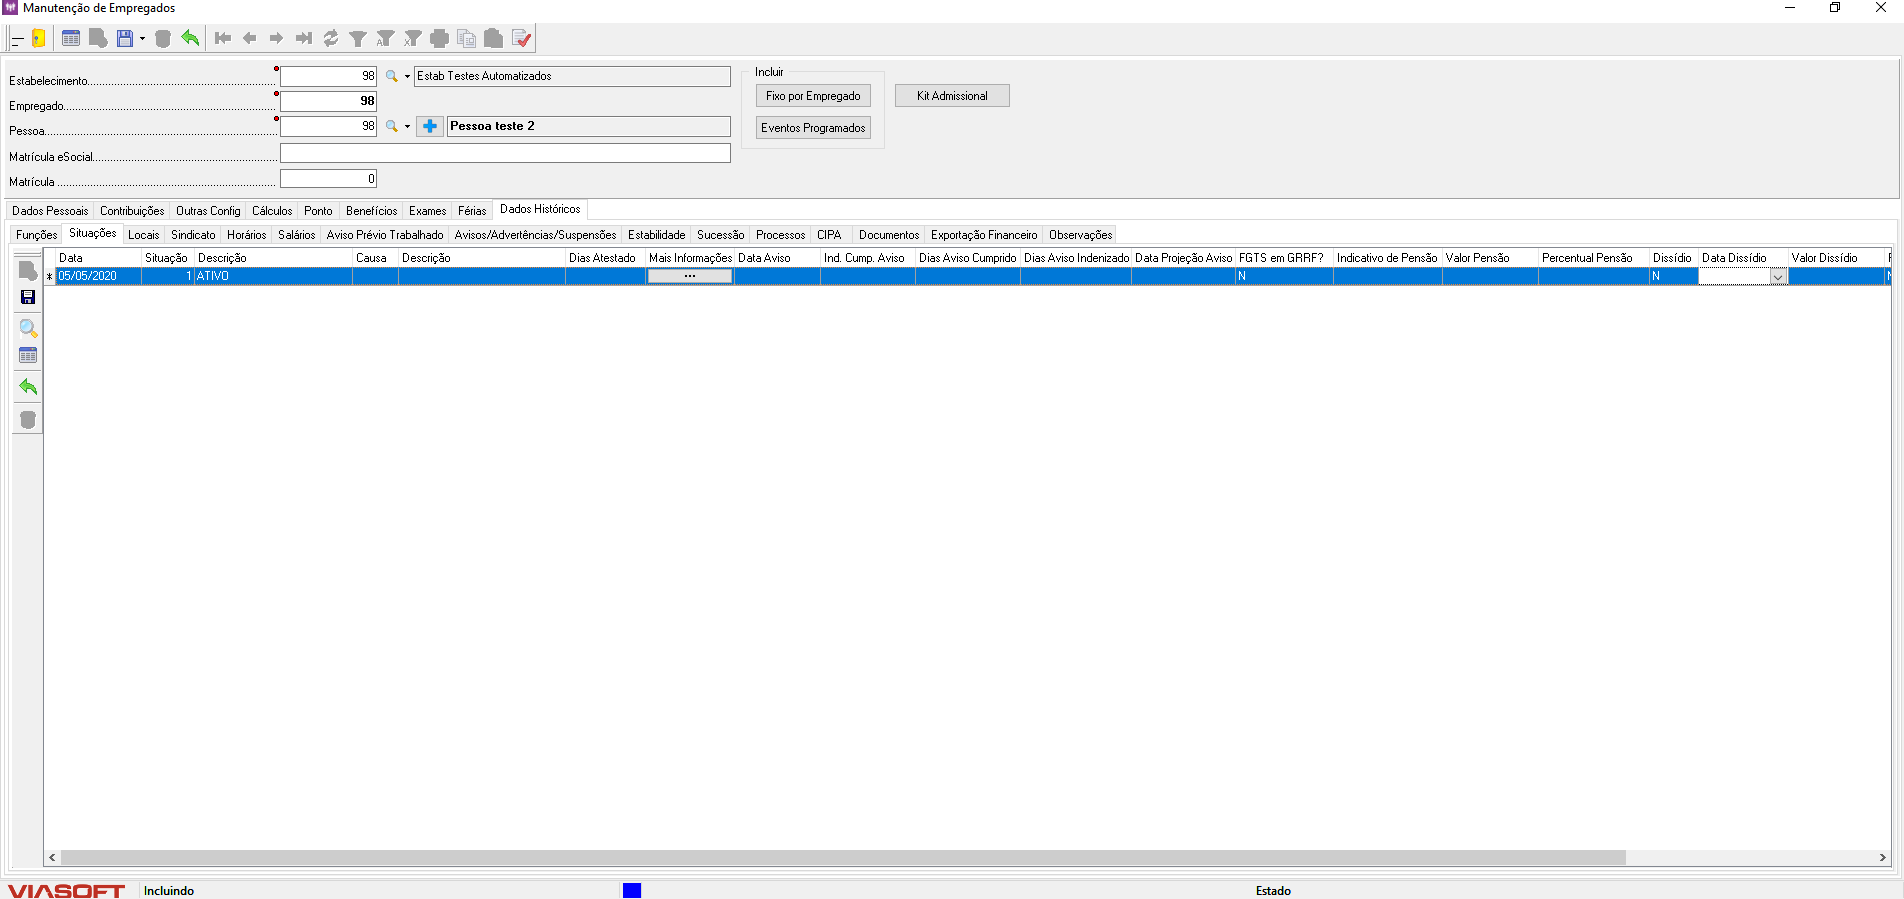 Manutenção de Empregados
Estabelecimento 98 Estab Testes Automatizados
Empregado 98
Pessoa 98 Pessoa teste 2
Matrícula eSocial
Matrícula 0
Incluir
Fixo por Empregado
Eventos Programados
Kit Admissional
Dados Pessoais Contribuições Outras Config Cálculos Ponto Benefícios Exames Férias Dados Históricos
Funções Situações Locais Sindicato Horários Salários Aviso Prévio Trabalhado Avisos/Advertências/Suspensões Estabilidade Sucessão Processos CIPA Documentos Exportação Financeiro Observações
Data Situação Descrição Causa Descrição Dias Atestado Mais Informações Data Aviso Ind. Cump. Aviso Dias Aviso Cumprido Dias Aviso Indenizado Data Projeção Aviso FGTS em GRRF? Indicativo de Pensão Valor Pensão Percentual Pensão Dissídio Data Dissídio Valor Dissídio
* 05/05/2020 1 ATIVO ... N N
VIASOFT Incluindo Estado